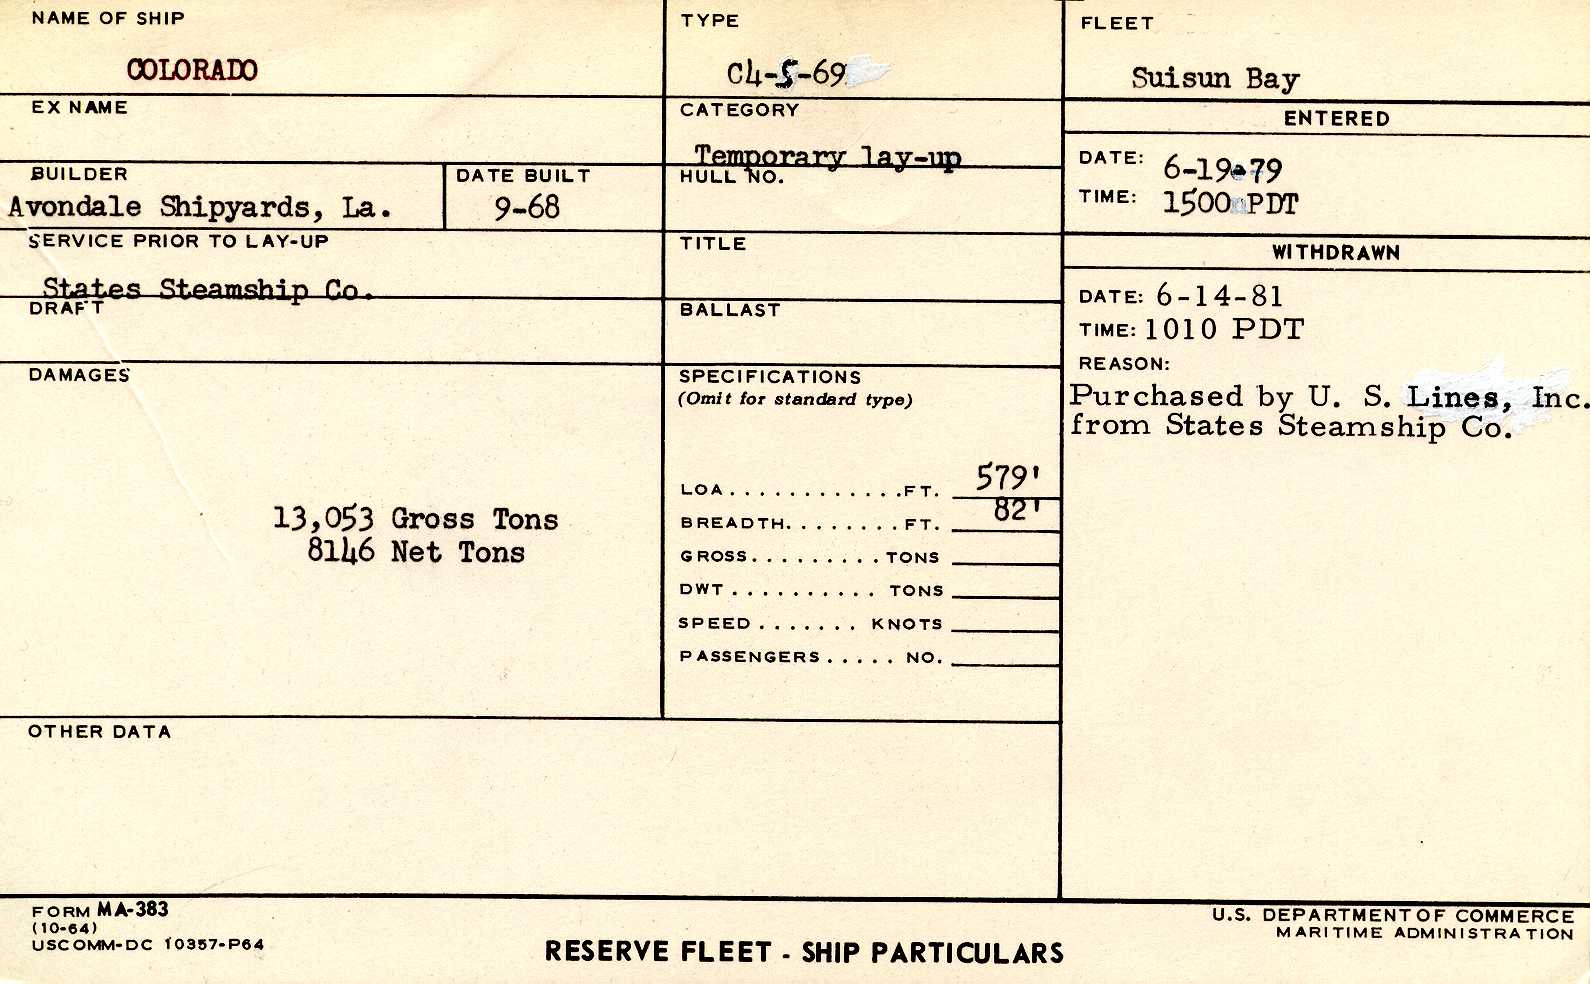 NAME OF SHIP
COLORADO
TYPE
C4-S-69
FLEET
Suisun Bay
EX NAME
CATEGORY
Temporary lay-up
ENTERED
DATE: 6-19-79
TIME: 1500 PDT
BUILDER
Avondale Shipyards, La.
DATE BUILT
9-68
HULL NO.
SERVICE PRIOR TO LAY-UP
States Steamship Co.
TITLE
WITHDRAWN
DATE: 6-14-81
TIME: 1010 PDT
REASON:
Purchased by U. S. Lines, Inc.
from States Steamship Co.
DRAFT
BALLAST
DAMAGES
13,053 Gross Tons
8146 Net Tons
SPECIFICATIONS
(Omit for standard type)
LOA............FT. 579'
BREADTH........FT. 82'
GROSS.........TONS
DWT.......... TONS
SPEED....... KNOTS
PASSENGERS..... NO.
OTHER DATA
FORM MA-383
(10-64)
USCOMM-DC 10357-P64
RESERVE FLEET - SHIP PARTICULARS
U.S. DEPARTMENT OF COMMERCE
MARITIME ADMINISTRATION